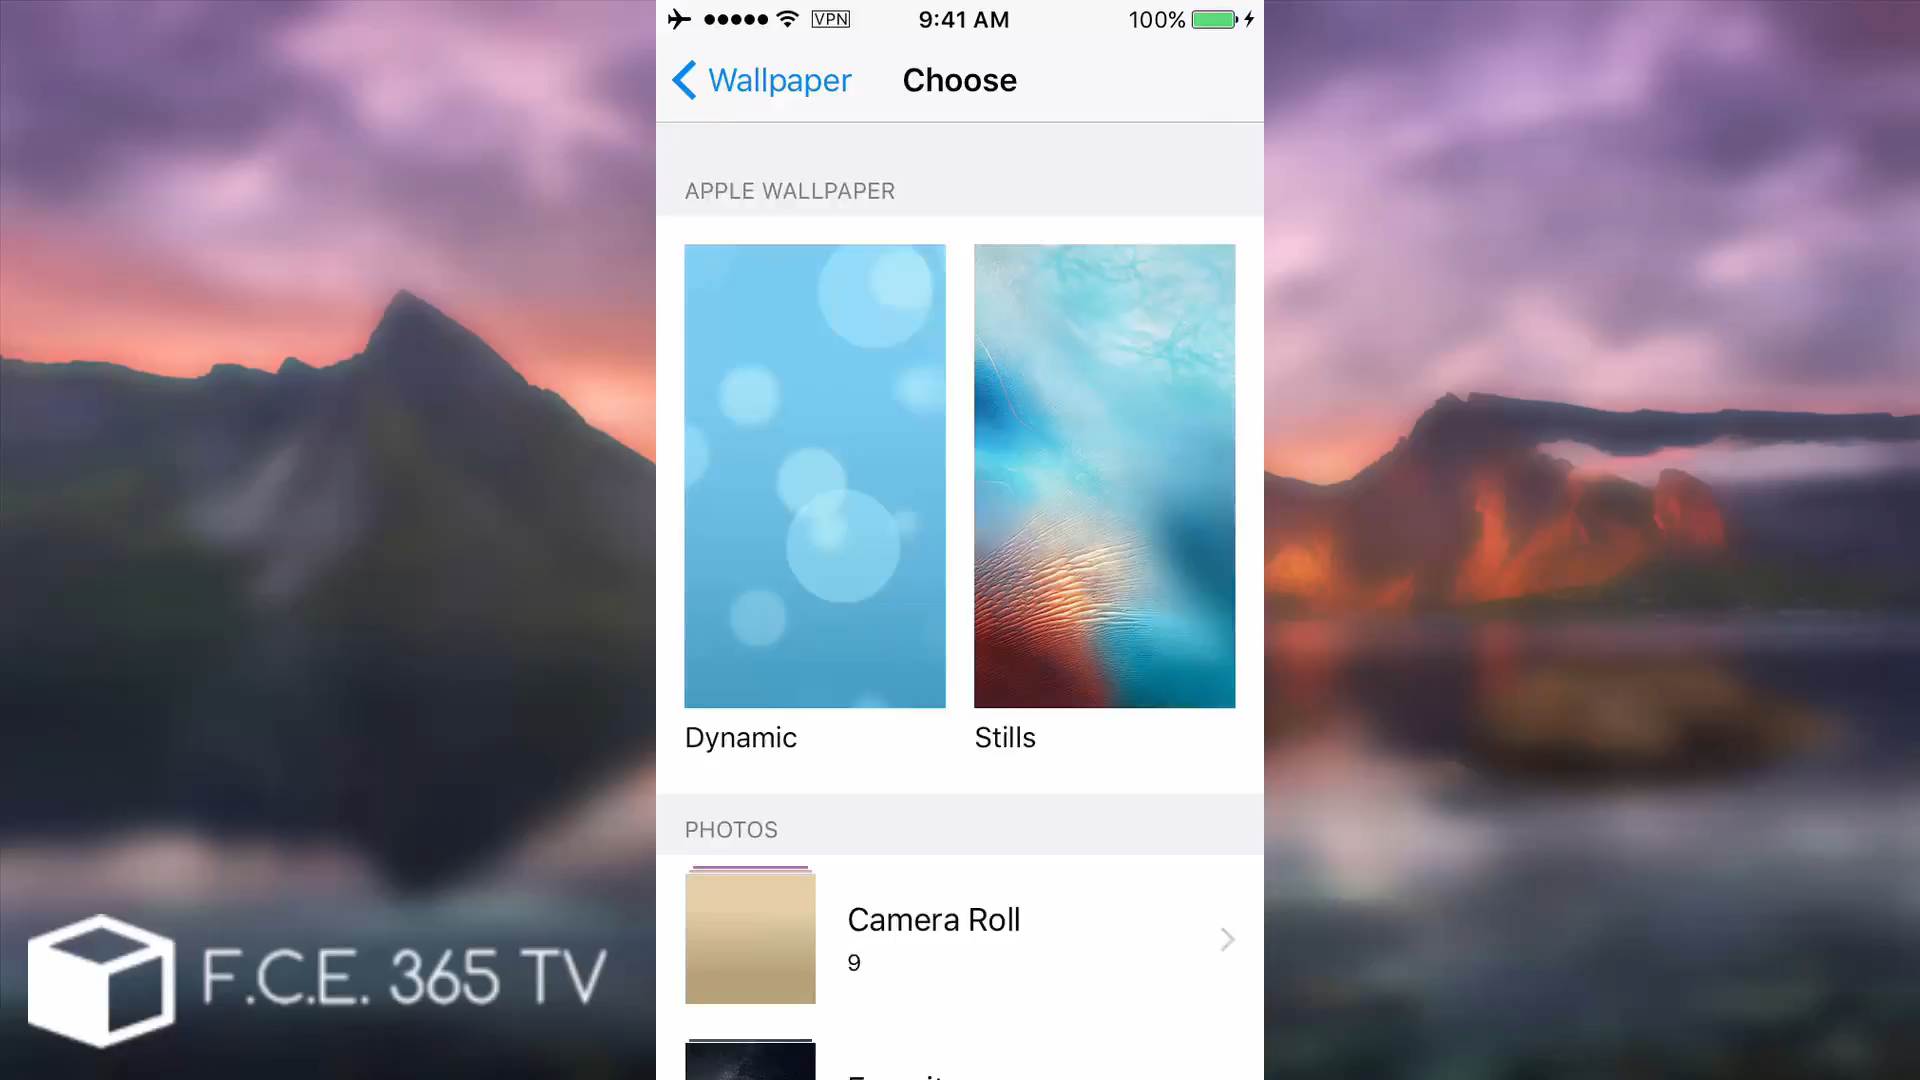 VPN 9:41 AM 100%
Wallpaper Choose
APPLE WALLPAPER
Dynamic Stills
PHOTOS
Camera Roll
9
F.C.E. 365 TV